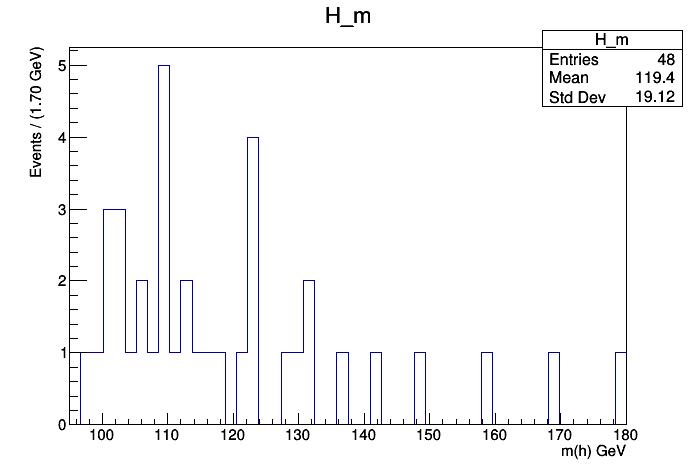 H_m
H_m
Entries 48
Mean 119.4
Std Dev 19.12
Events / (1.70 GeV)
5
4
3
2
1
0
100 110 120 130 140 150 160 170 180
m(h) GeV